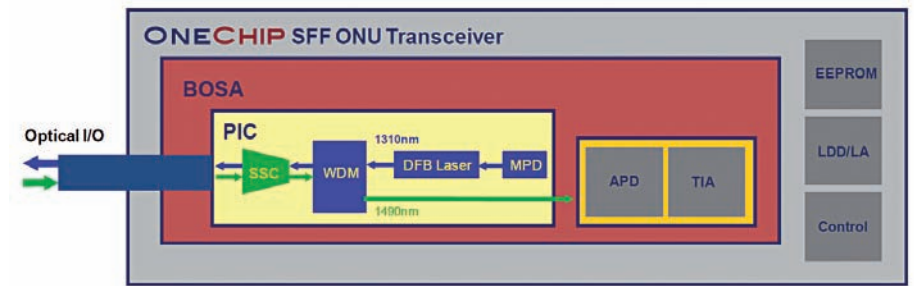 ONECHIP SFF ONU Transceiver
BOSA
EEPROM
Optical I/O
PIC
1310nm
SSC
WDM
DFB Laser
MPD
1490nm
APD
TIA
LDD/LA
Control